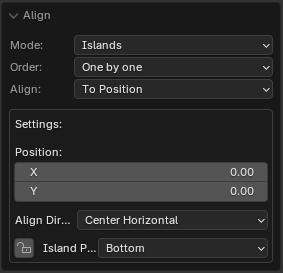 Align
Mode: Islands
Order: One by one
Align: To Position
Settings:
Position:
X 0.00
Y 0.00
Align Dir... Center Horizontal
Island P... Bottom